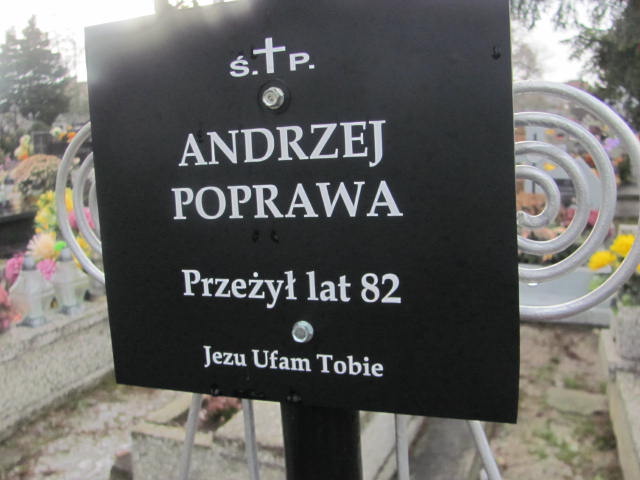 Ś.†P.
ANDRZEJ
POPRAWA
Przeżył lat 82
Jezu Ufam Tobie